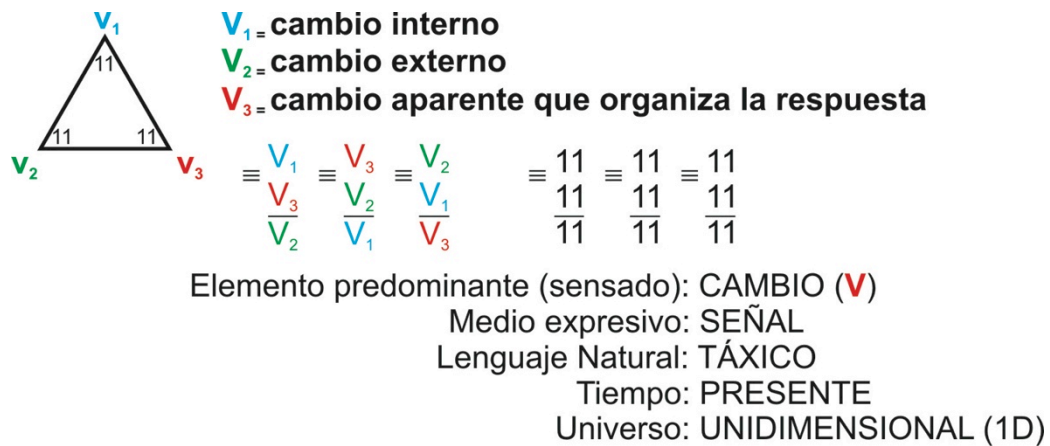 V1
11
11
11
V2
V3
V1 = cambio interno
V2 = cambio externo
V3 = cambio aparente que organiza la respuesta
≡ V1 ≡ V3 ≡ V2 ≡ 11 ≡ 11 ≡ 11
V3 V2 V1 11 11 11
V2 V1 V3 11 11 11
Elemento predominante (sensado): CAMBIO (V)
Medio expresivo: SEÑAL
Lenguaje Natural: TÁXICO
Tiempo: PRESENTE
Universo: UNIDIMENSIONAL (1D)